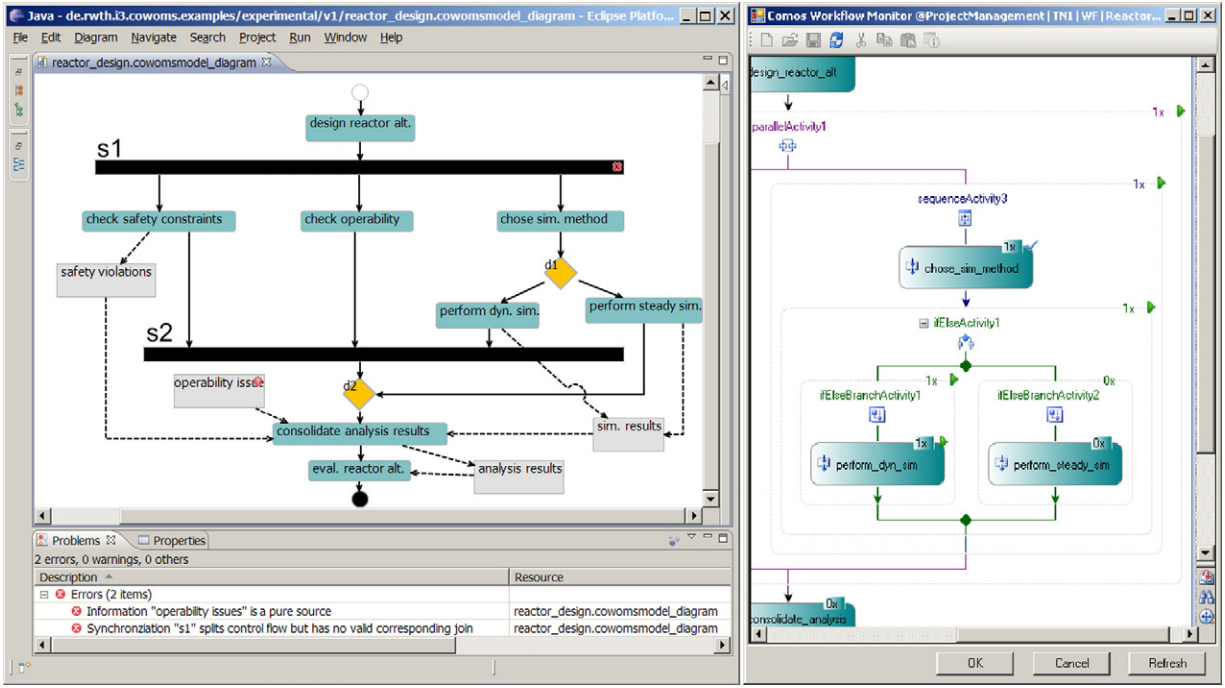 Java - de.rwth.i3.cowoms.examples/experimental/v1/reactor_design.cowomsmodel_diagram - Eclipse Platfo...
File Edit Diagram Navigate Search Project Run Window Help
reactor_design.cowomsmodel_diagram
design reactor alt.
s1
check safety constraints
check operability
chose sim. method
safety violations
d1
perform dyn. sim.
perform steady sim.
s2
operability issue
d2
consolidate analysis results
sim. results
eval. reactor alt.
analysis results
Problems
Properties
2 errors, 0 warnings, 0 others
Description
Resource
Errors (2 items)
Information "operability issues" is a pure source
reactor_design.cowomsmodel_diagram
Synchronziation "s1" splits control flow but has no valid corresponding join
reactor_design.cowomsmodel_diagram
Comos Workflow Monitor @ProjectManagement|TN1|WF|Reactor...
design_reactor_alt
1x
parallelActivity1
1x
sequenceActivity3
1x
chose_sim_method
1x
ifElseActivity1
1x
0x
ifElseBranchActivity1
ifElseBranchActivity2
1x
0x
perform_dyn_sim
perform_steady_sim
0x
consolidate_analysis
OK
Cancel
Refresh